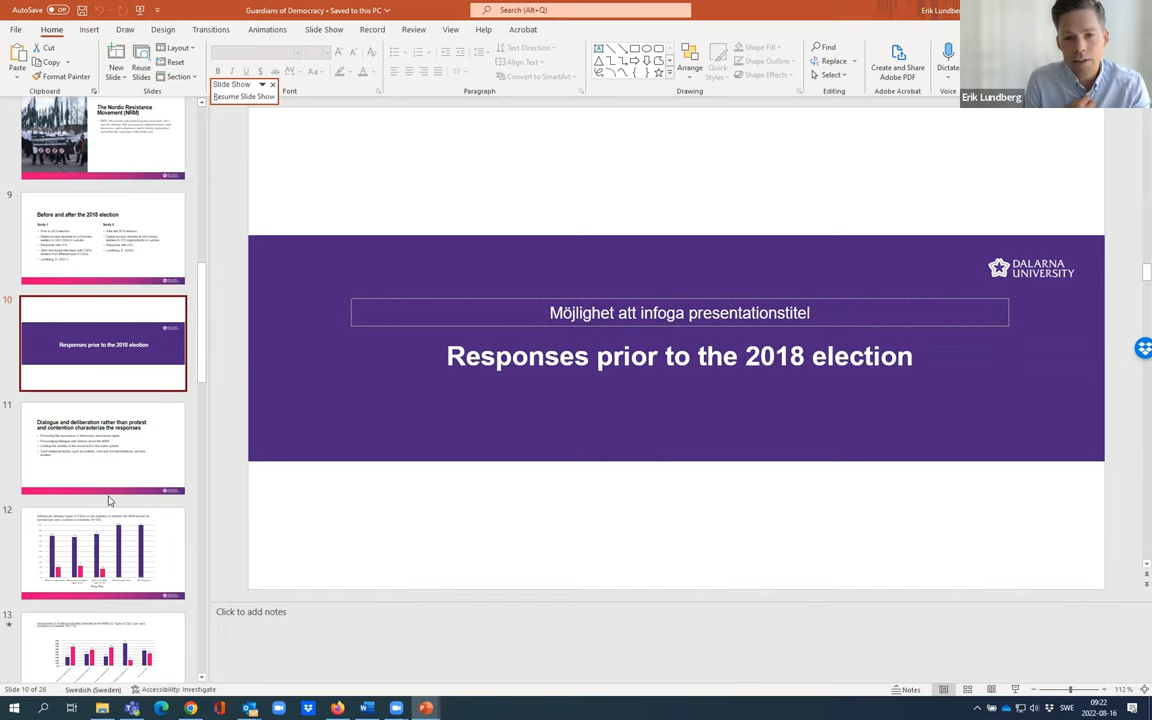 AutoSave Off
Guardians of Democracy • Saved to this PC
Search (Alt+Q)
Erik Lundberg
File Home Insert Draw Design Transitions Animations Slide Show Record Review View Help Acrobat
Paste
Cut
Copy
Format Painter
Clipboard
New Slide
Reuse Slides
Layout
Reset
Section
Slides
Slide Show
Resume Slide Show
Font
Text Direction
Align Text
Convert to SmartArt
Paragraph
Arrange
Quick Styles
Shape Fill
Shape Outline
Shape Effects
Drawing
Find
Replace
Select
Editing
Create and Share Adobe PDF
Adobe Acrobat
Dictate
Erik Lundberg
The Nordic Resistance
Movement (NRM)
9
Before and after the 2018 election
10
Responses prior to the 2018 election
11
Dialogue and deliberation rather than protest
and contention characterize the responses
12
13
DALARNA
UNIVERSITY
Möjlighet att infoga presentationstitel
Responses prior to the 2018 election
Click to add notes
Slide 10 of 26
Swedish (Sweden)
Accessibility: Investigate
Notes
112 %
SWE
09:22
2022-08-16